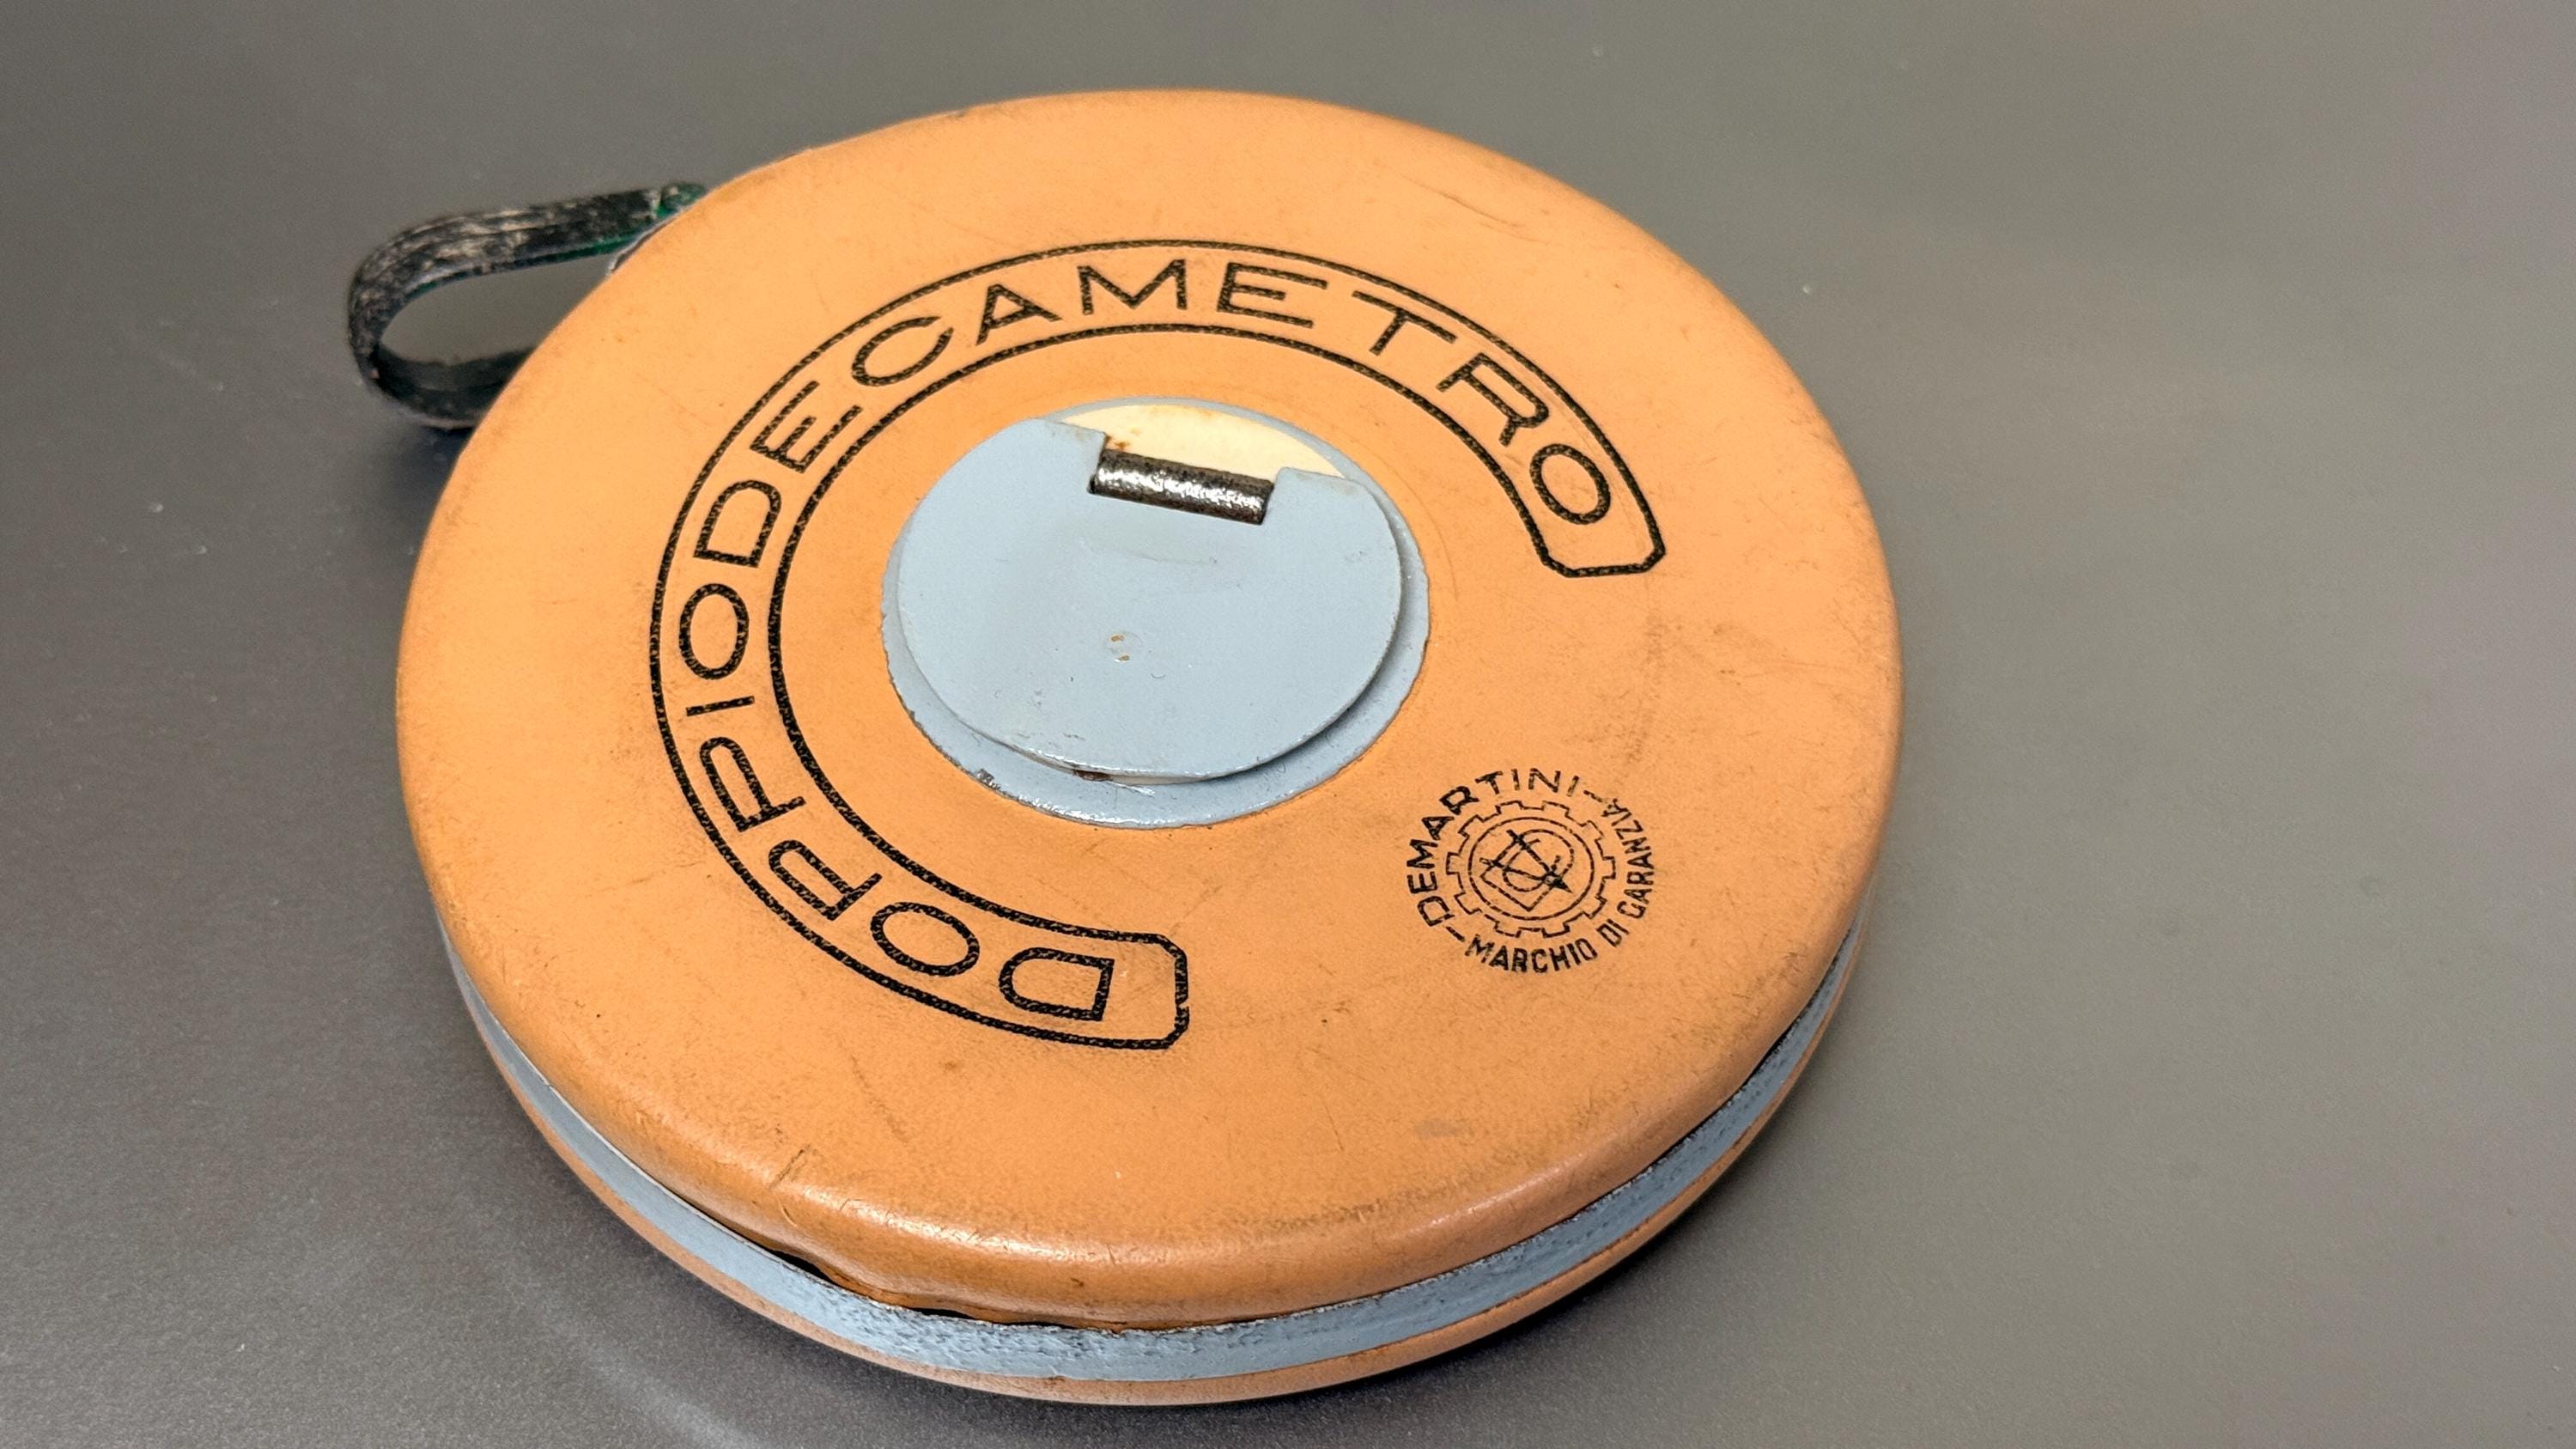 DOPPIODECAMETRO
-DEMARTINI-
MARCHIO DI GARANZIA